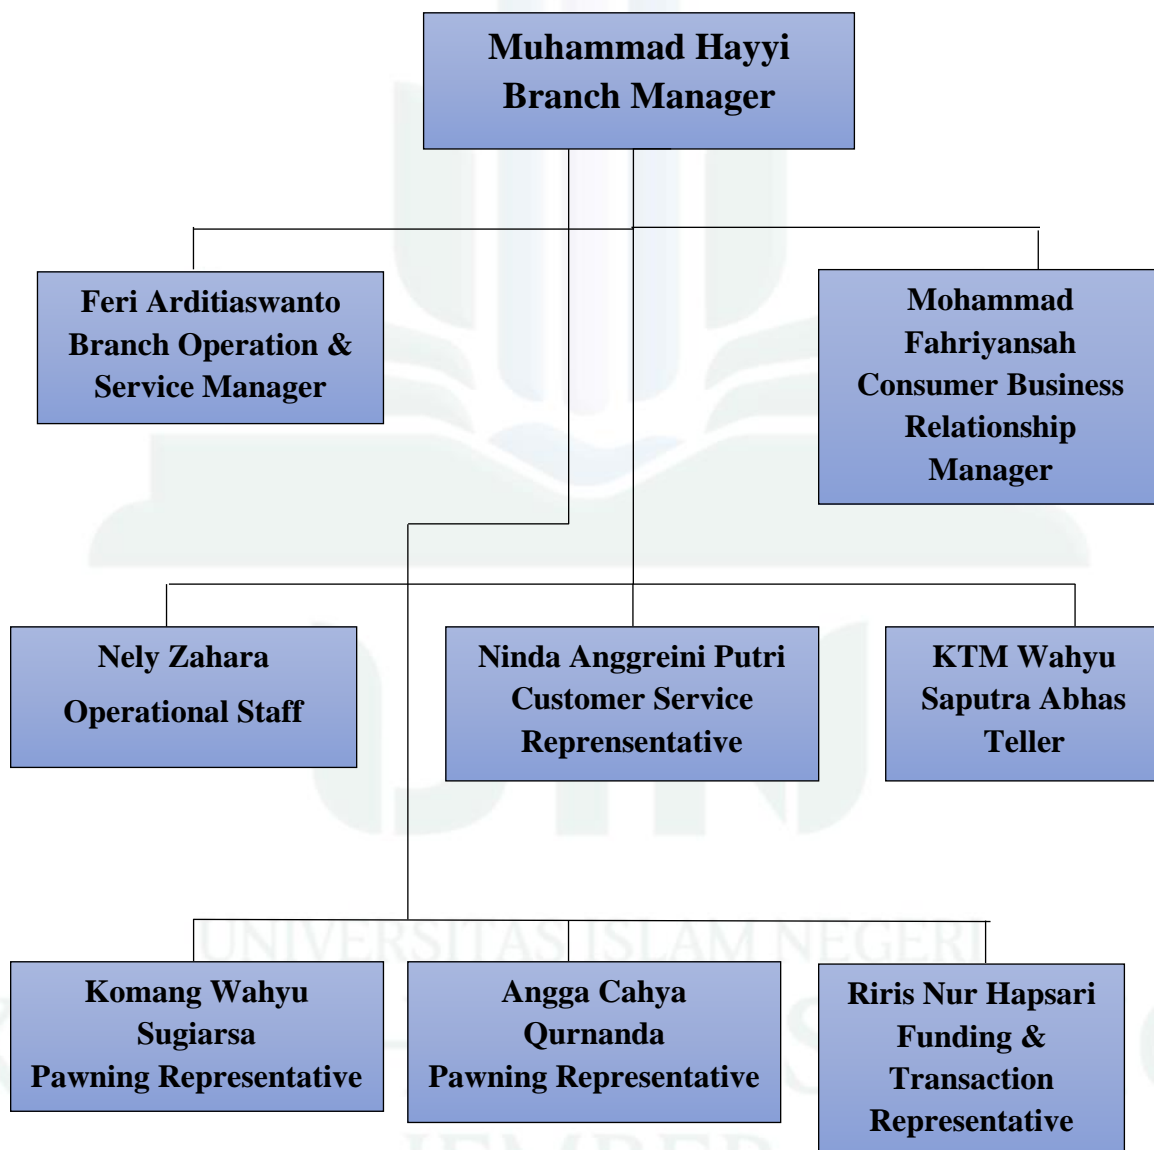 Muhammad Hayyi
Branch Manager
Feri Arditiaswanto
Branch Operation &
Service Manager
Mohammad
Fahriyansah
Consumer Business
Relationship
Manager
Nely Zahara
Operational Staff
Ninda Anggreini Putri
Customer Service
Reprensentative
KTM Wahyu
Saputra Abhas
Teller
UNIVERSITAS ISLAM NEGERI
Komang Wahyu
Sugiarsa
Pawning Representative
Angga Cahya
Qurnanda
Pawning Representative
Riris Nur Hapsari
Funding &
Transaction
Representative
JEMBER